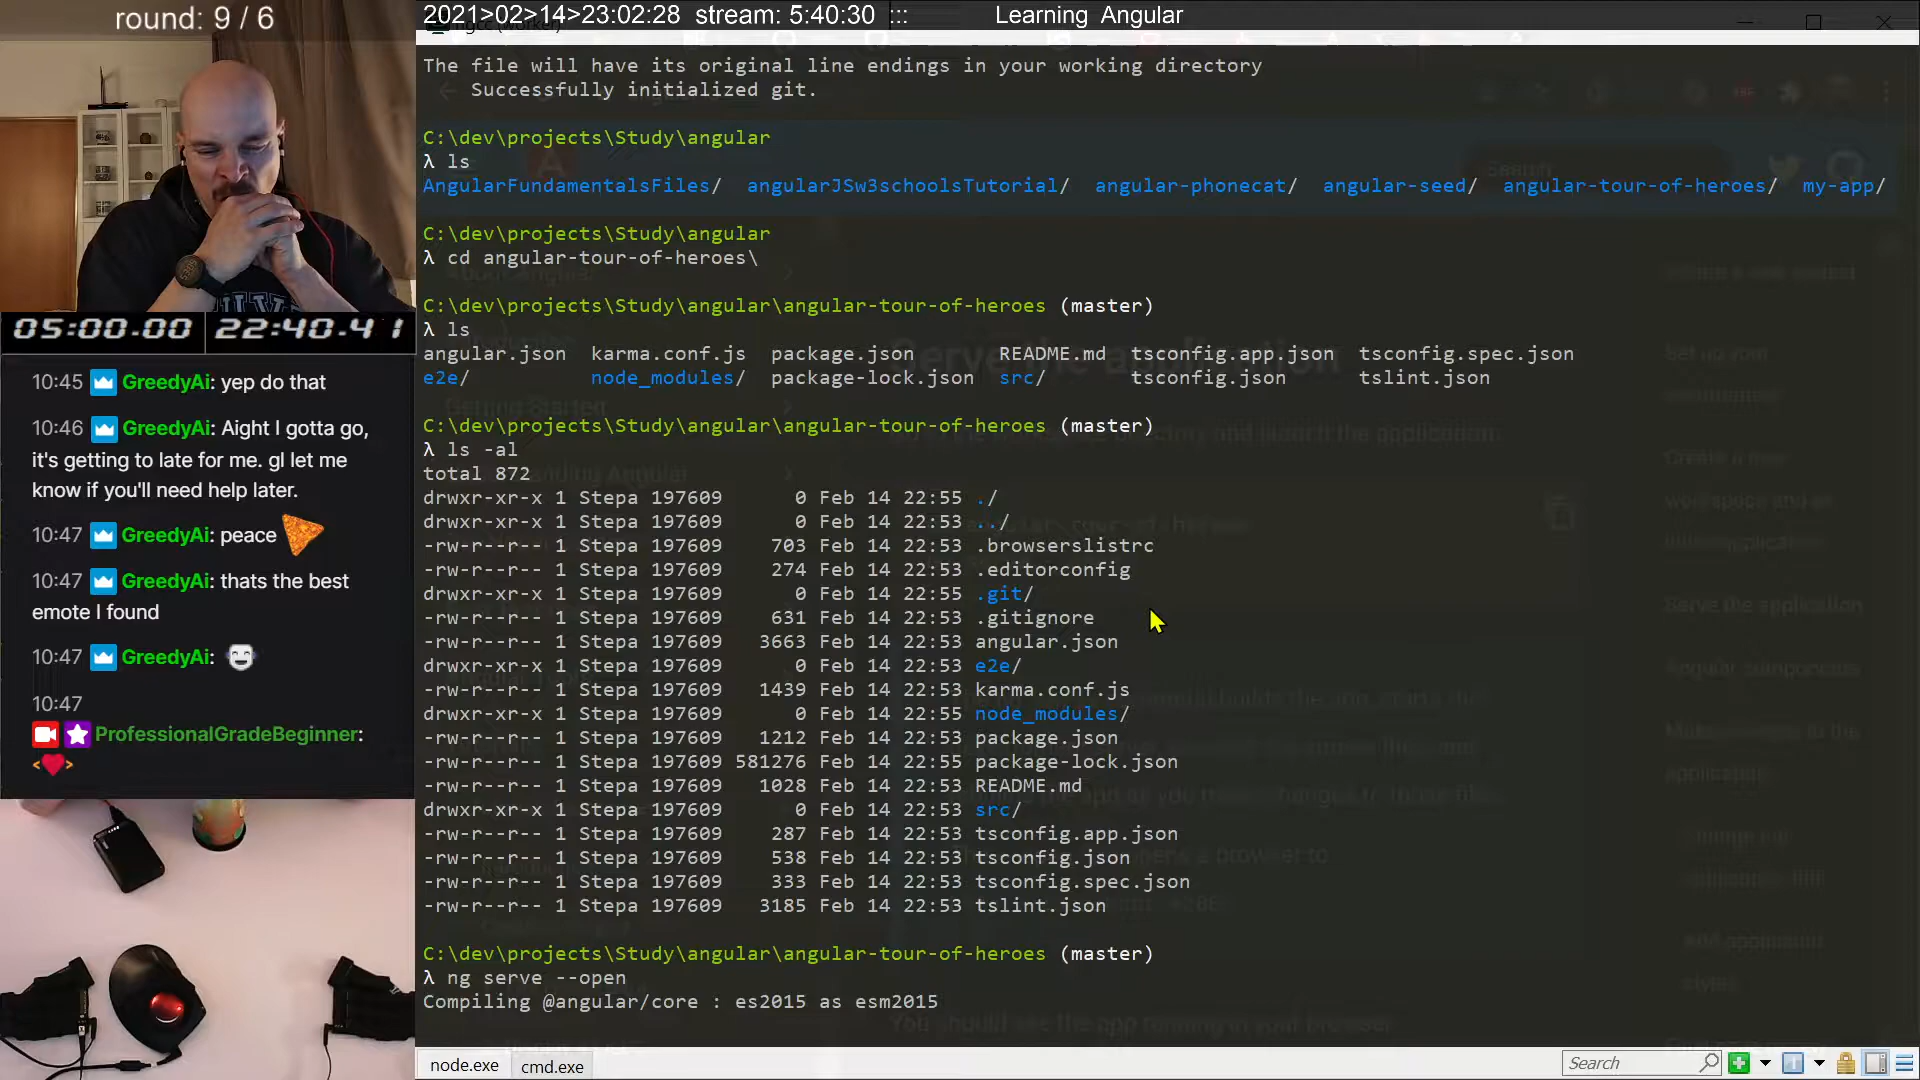 round: 9 / 6
2021>02>14>23:02:28 stream: 5:40:30 :::
Learning Angular
The file will have its original line endings in your working directory
Successfully initialized git.
C:\dev\projects\Study\angular
λ ls
AngularFundamentalsFiles/ angularJSw3schoolsTutorial/ angular-phonecat/ angular-seed/ angular-tour-of-heroes/ my-app/
C:\dev\projects\Study\angular
λ cd angular-tour-of-heroes\
C:\dev\projects\Study\angular\angular-tour-of-heroes (master)
λ ls
angular.json karma.conf.js package.json README.md tsconfig.app.json tsconfig.spec.json
e2e/ node_modules/ package-lock.json src/ tsconfig.json tslint.json
C:\dev\projects\Study\angular\angular-tour-of-heroes (master)
λ ls -al
total 872
drwxr-xr-x 1 Stepa 197609 0 Feb 14 22:55 ./
drwxr-xr-x 1 Stepa 197609 0 Feb 14 22:53 ../
-rw-r--r-- 1 Stepa 197609 703 Feb 14 22:53 .browserslistrc
-rw-r--r-- 1 Stepa 197609 274 Feb 14 22:53 .editorconfig
drwxr-xr-x 1 Stepa 197609 0 Feb 14 22:55 .git/
-rw-r--r-- 1 Stepa 197609 631 Feb 14 22:53 .gitignore
-rw-r--r-- 1 Stepa 197609 3663 Feb 14 22:53 angular.json
drwxr-xr-x 1 Stepa 197609 0 Feb 14 22:53 e2e/
-rw-r--r-- 1 Stepa 197609 1439 Feb 14 22:53 karma.conf.js
drwxr-xr-x 1 Stepa 197609 0 Feb 14 22:55 node_modules/
-rw-r--r-- 1 Stepa 197609 1212 Feb 14 22:53 package.json
-rw-r--r-- 1 Stepa 197609 581276 Feb 14 22:55 package-lock.json
-rw-r--r-- 1 Stepa 197609 1028 Feb 14 22:53 README.md
drwxr-xr-x 1 Stepa 197609 0 Feb 14 22:53 src/
-rw-r--r-- 1 Stepa 197609 287 Feb 14 22:53 tsconfig.app.json
-rw-r--r-- 1 Stepa 197609 538 Feb 14 22:53 tsconfig.json
-rw-r--r-- 1 Stepa 197609 333 Feb 14 22:53 tsconfig.spec.json
-rw-r--r-- 1 Stepa 197609 3185 Feb 14 22:53 tslint.json
C:\dev\projects\Study\angular\angular-tour-of-heroes (master)
λ ng serve --open
Compiling @angular/core : es2015 as esm2015
node.exe
cmd.exe
Search
05:00.00
22:40.41
10:45 GreedyAi: yep do that
10:46 GreedyAi: Aight I gotta go,
it's getting to late for me. gl let me
know if you'll need help later.
10:47 GreedyAi: peace
10:47 GreedyAi: thats the best
emote I found
10:47 GreedyAi:
10:47
ProfessionalGradeBeginner:
Serve the application